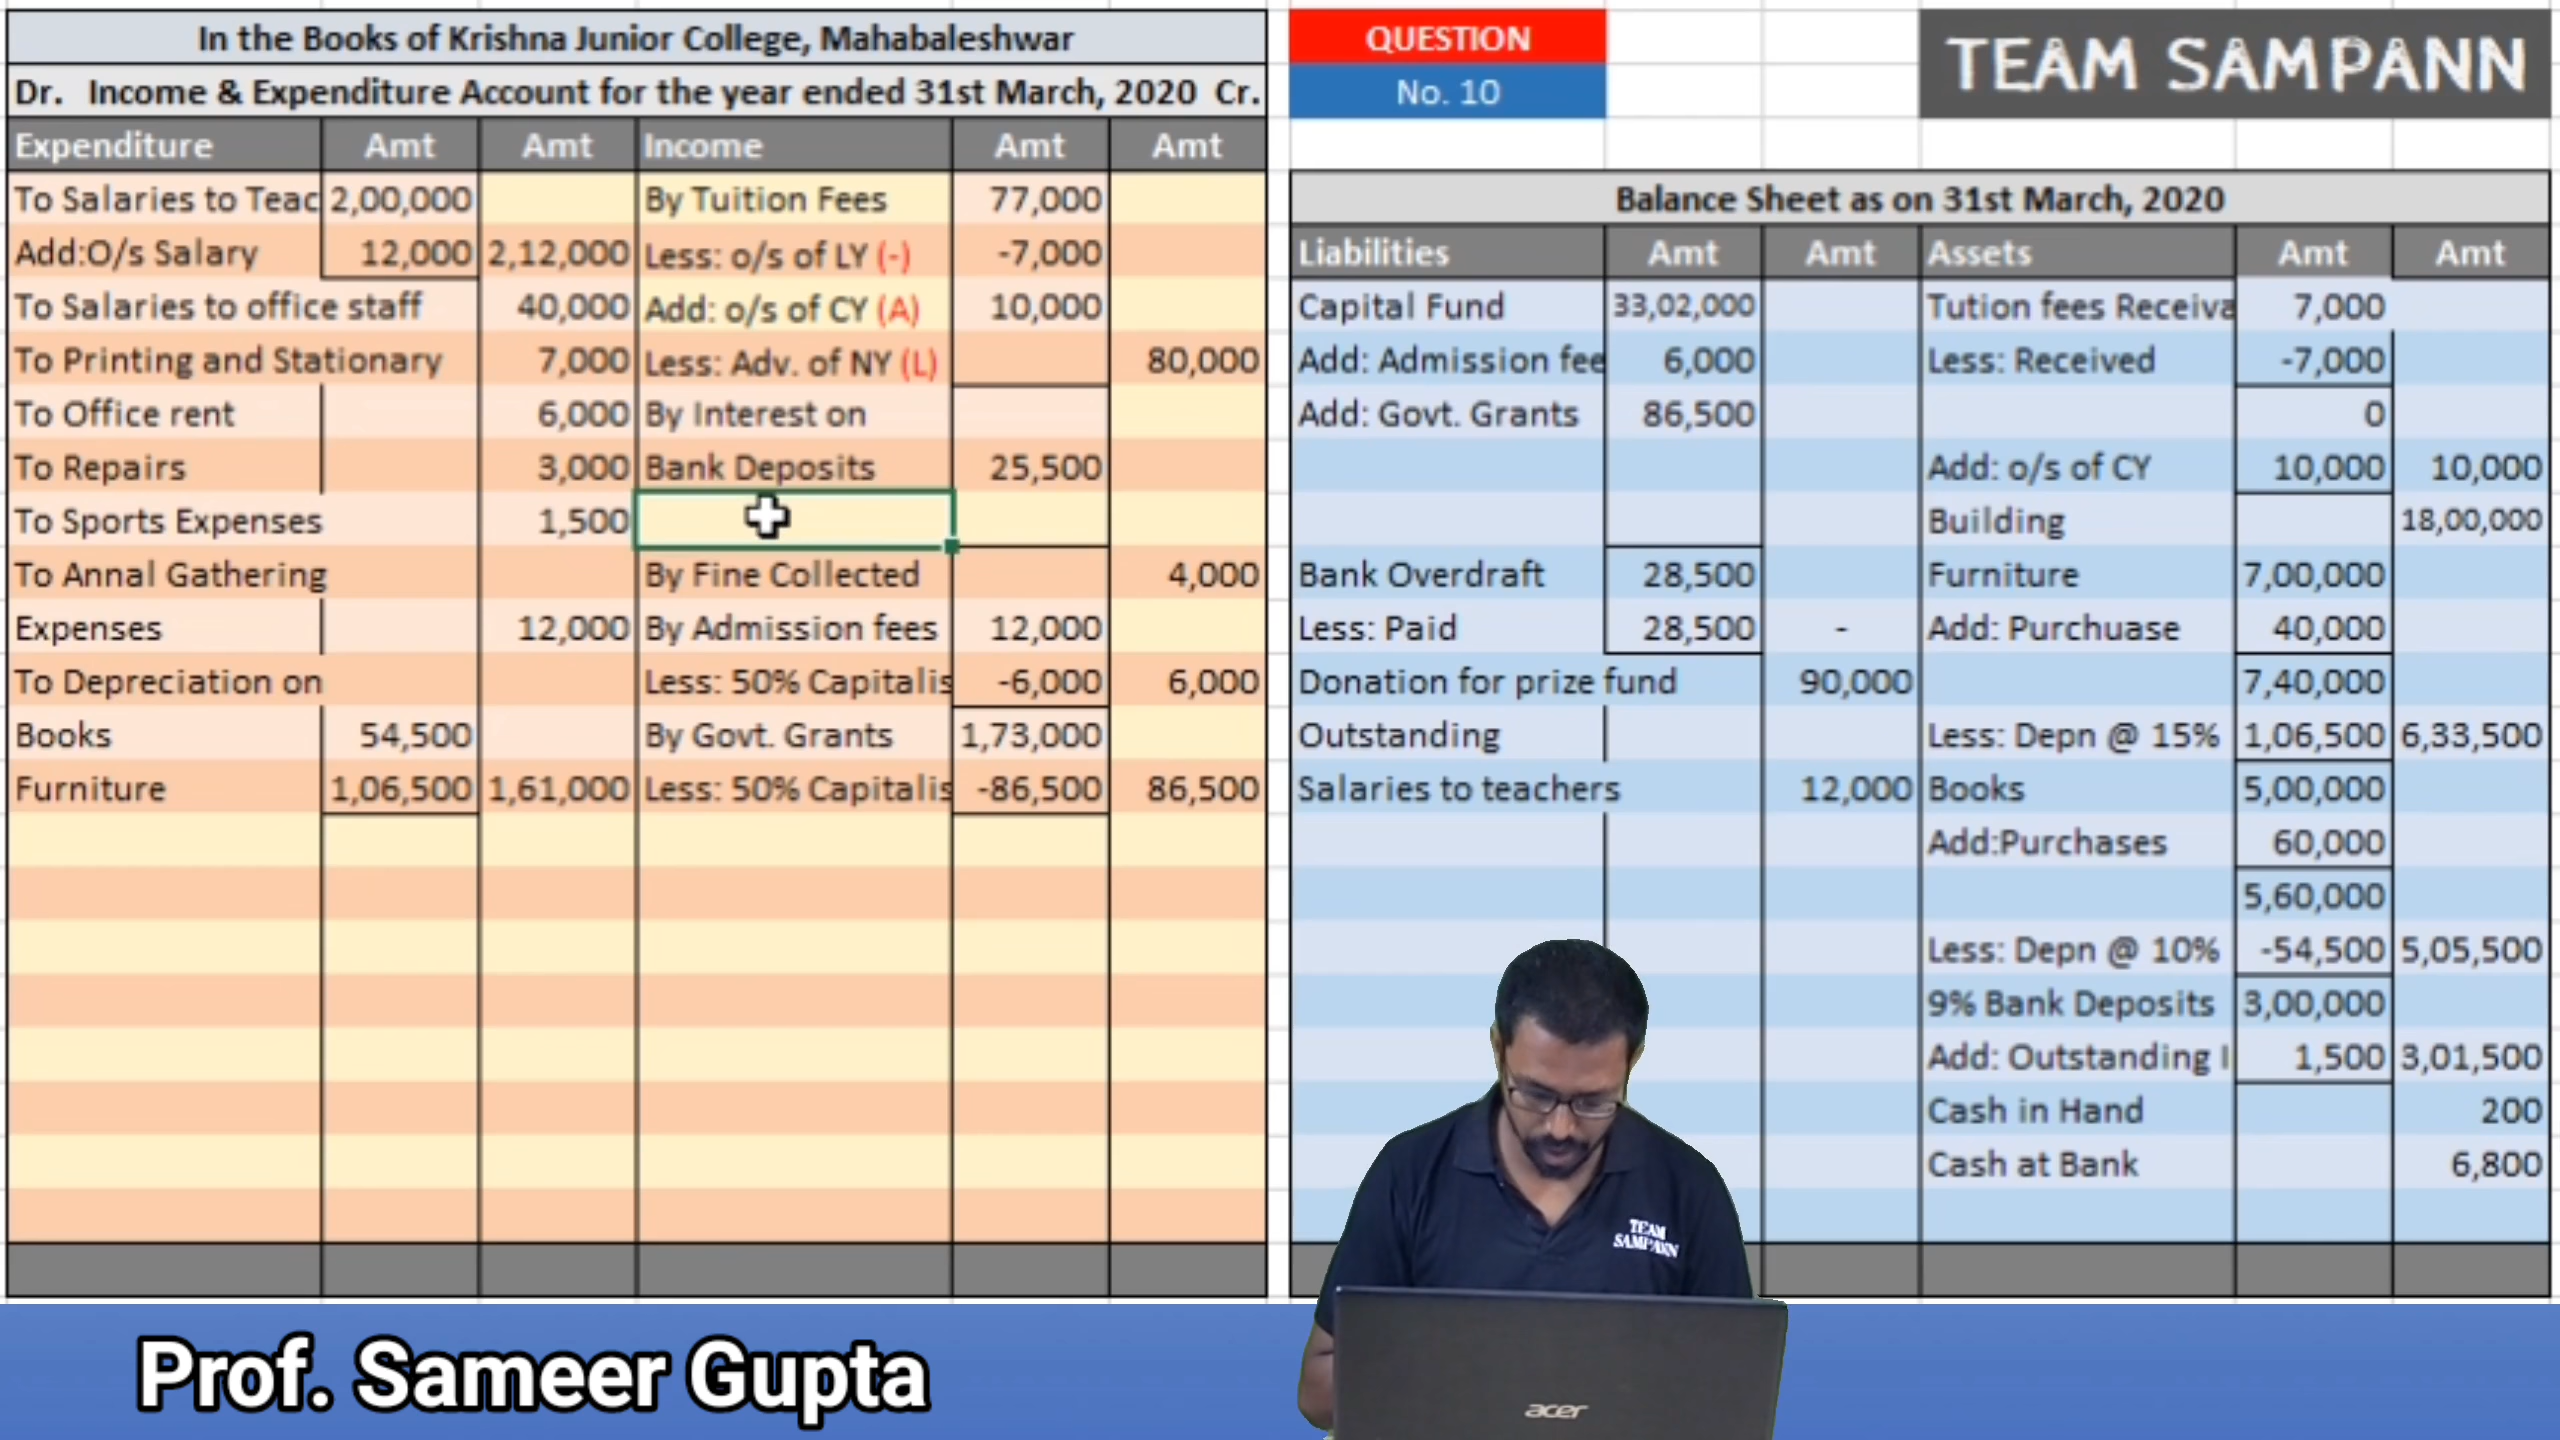 In the Books of Krishna Junior College, Mahabaleshwar
Dr. Income & Expenditure Account for the year ended 31st March, 2020 Cr.
Expenditure Amt Amt Income Amt Amt
To Salaries to Teac 2,00,000 By Tuition Fees 77,000
Add:O/s Salary 12,000 2,12,000 Less: o/s of LY (-) -7,000
To Salaries to office staff 40,000 Add: o/s of CY (A) 10,000
To Printing and Stationary 7,000 Less: Adv. of NY (L) 80,000
To Office rent 6,000 By Interest on
To Repairs 3,000 Bank Deposits 25,500
To Sports Expenses 1,500
To Annal Gathering By Fine Collected 4,000
Expenses 12,000 By Admission fees 12,000
To Depreciation on Less: 50% Capitalis -6,000 6,000
Books 54,500 By Govt. Grants 1,73,000
Furniture 1,06,500 1,61,000 Less: 50% Capitalis -86,500 86,500
QUESTION
No. 10
TEAM SAMPANN
Balance Sheet as on 31st March, 2020
Liabilities Amt Amt Assets Amt Amt
Capital Fund 33,02,000 Tution fees Receiva 7,000
Add: Admission fee 6,000 Less: Received -7,000
Add: Govt. Grants 86,500 0
Add: o/s of CY 10,000 10,000
Building 18,00,000
Bank Overdraft 28,500 Furniture 7,00,000
Less: Paid 28,500 - Add: Purchuase 40,000
Donation for prize fund 90,000 7,40,000
Outstanding Less: Depn @ 15% 1,06,500 6,33,500
Salaries to teachers 12,000 Books 5,00,000
Add:Purchases 60,000
5,60,000
Less: Depn @ 10% -54,500 5,05,500
9% Bank Deposits 3,00,000
Add: Outstanding I 1,500 3,01,500
Cash in Hand 200
Cash at Bank 6,800
TEAM
SAMPANN
acer
Prof. Sameer Gupta